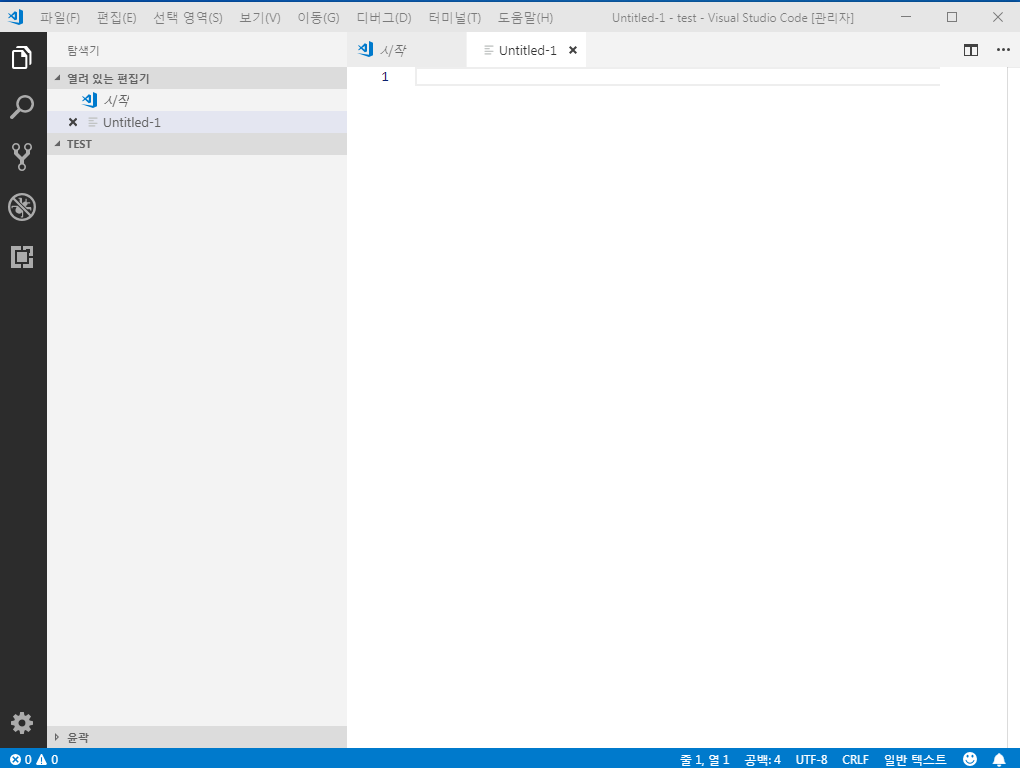 파일(F) 편집(E) 선택 영역(S) 보기(V) 이동(G) 디버그(D) 터미널(T) 도움말(H) Untitled-1 - test - Visual Studio Code [관리자]
탐색기
시작 Untitled-1
열려 있는 편집기
시작
Untitled-1
TEST
1
윤곽
0 0 줄 1, 열 1 공백: 4 UTF-8 CRLF 일반 텍스트